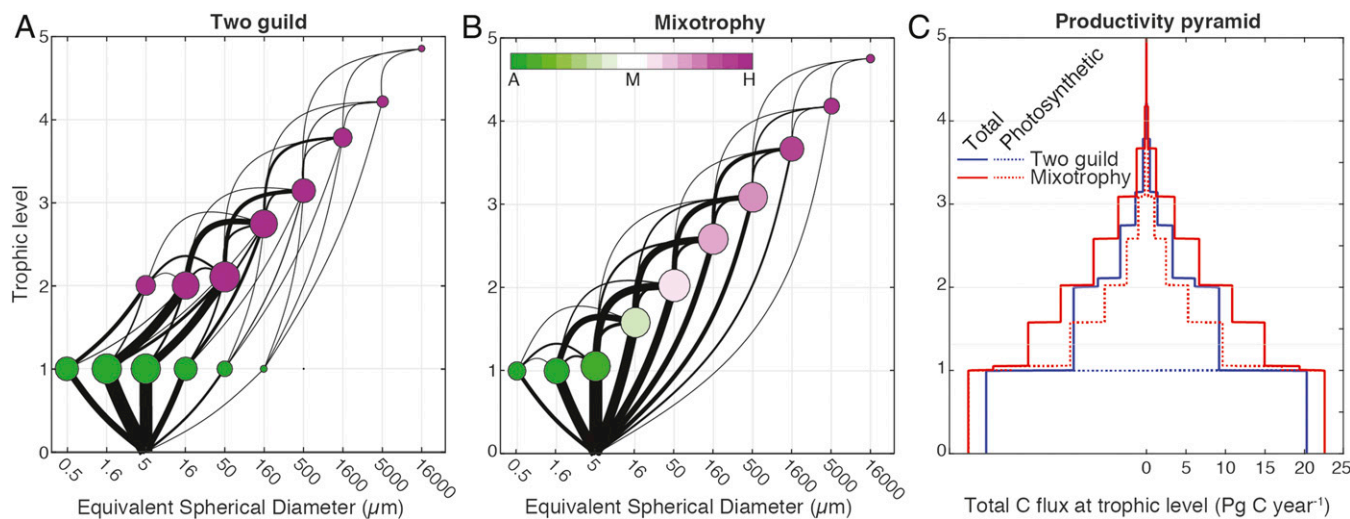 A
Two guild
Trophic level
5
4
3
2
1
0
0.5
1.6
5
16
50
160
500
1600
5000
16000
Equivalent Spherical Diameter (µm)
B
Mixotrophy
A
M
H
5
4
3
2
1
0
0.5
1.6
5
16
50
160
500
1600
5000
16000
Equivalent Spherical Diameter (µm)
C
Productivity pyramid
5
4
3
2
1
0
Total
Photosynthetic
Two guild
Mixotrophy
0
5
10
15
20
25
Total C flux at trophic level (Pg C year⁻¹)